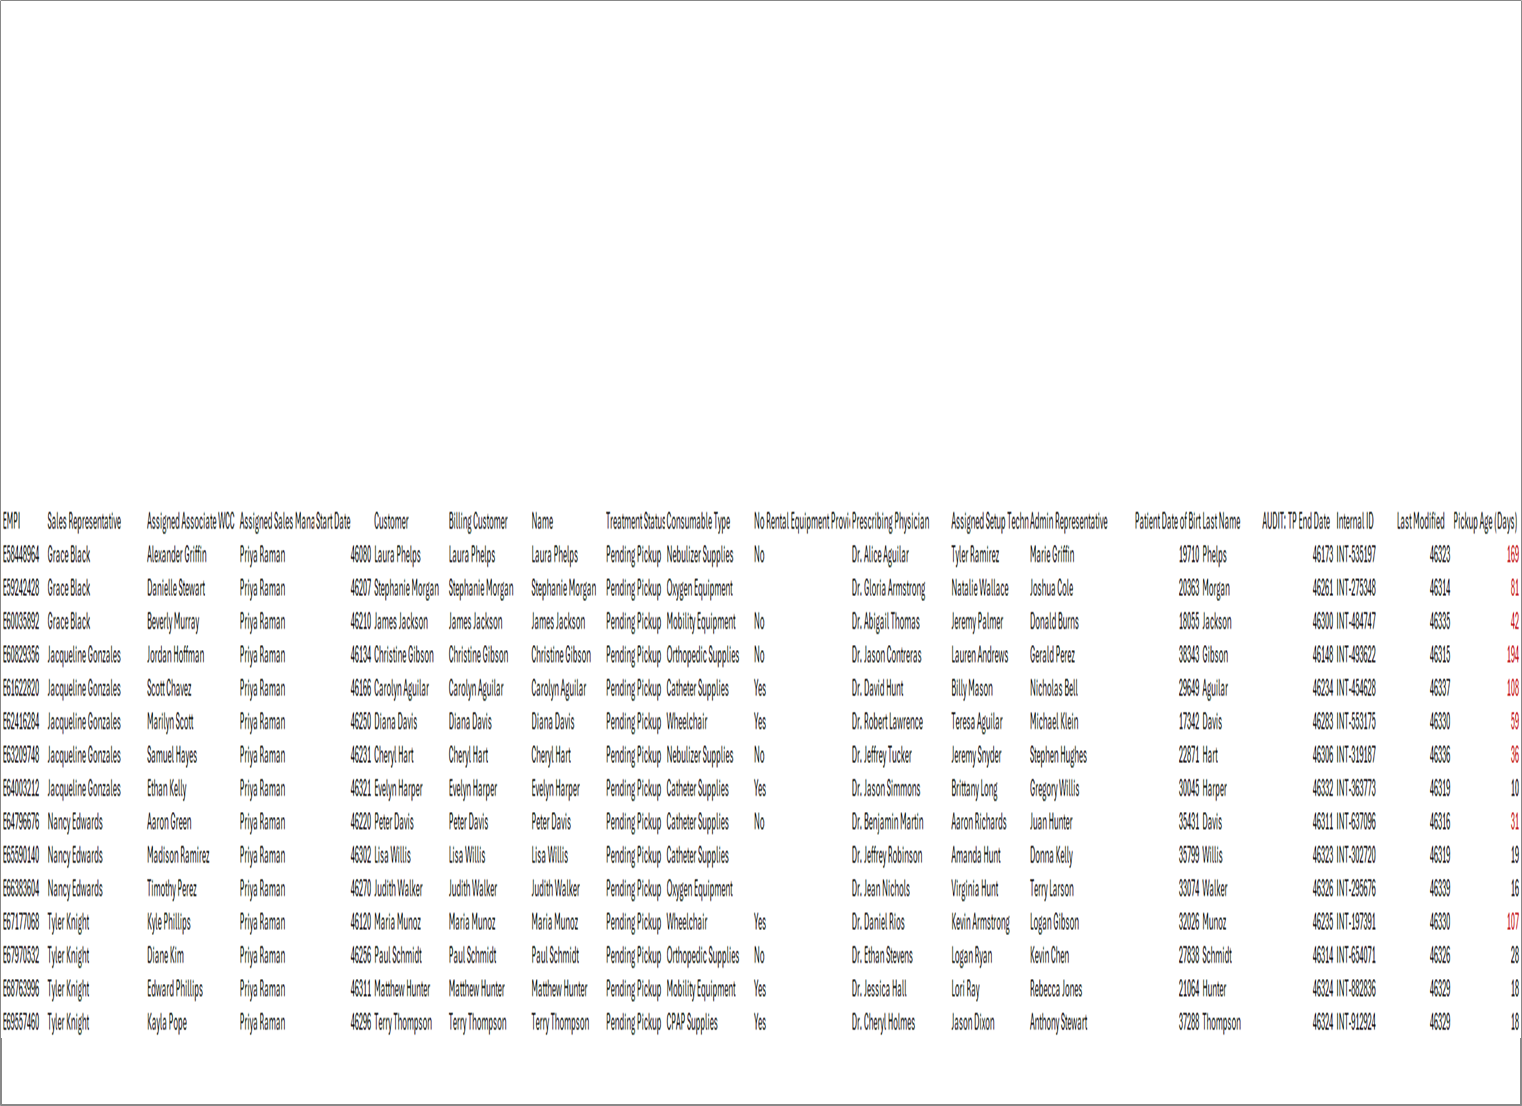 EMPI Sales Representative Assigned Associate WCC Assigned Sales Mana Start Date Customer Billing Customer Name Treatment Status Consumable Type No Rental Equipment Provi Prescribing Physician Assigned Setup Techn Admin Representative Patient Date of Birt Last Name AUDIT: TP End Date Internal ID Last Modified Pickup Age (Days)
E58448964 Grace Black Alexander Griffin Priya Raman 46080 Laura Phelps Laura Phelps Laura Phelps Pending Pickup Nebulizer Supplies No Dr. Alice Aguilar Tyler Ramirez Marie Griffin 19710 Phelps 46173 INT-535197 46323 169
E59242428 Grace Black Danielle Stewart Priya Raman 46207 Stephanie Morgan Stephanie Morgan Stephanie Morgan Pending Pickup Oxygen Equipment Dr. Gloria Armstrong Natalie Wallace Joshua Cole 20363 Morgan 46261 INT-275348 46314 81
E60035892 Grace Black Beverly Murray Priya Raman 46210 James Jackson James Jackson James Jackson Pending Pickup Mobility Equipment No Dr. Abigail Thomas Jeremy Palmer Donald Burns 18055 Jackson 46300 INT-484747 46335 42
E60829356 Jacqueline Gonzales Jordan Hoffman Priya Raman 46134 Christine Gibson Christine Gibson Christine Gibson Pending Pickup Orthopedic Supplies No Dr. Jason Contreras Lauren Andrews Gerald Perez 38343 Gibson 46148 INT-493622 46315 194
E61622820 Jacqueline Gonzales Scott Chavez Priya Raman 46166 Carolyn Aguilar Carolyn Aguilar Carolyn Aguilar Pending Pickup Catheter Supplies Yes Dr. David Hunt Billy Mason Nicholas Bell 29649 Aguilar 46234 INT-454628 46337 108
E62416284 Jacqueline Gonzales Marilyn Scott Priya Raman 46250 Diana Davis Diana Davis Diana Davis Pending Pickup Wheelchair Yes Dr. Robert Lawrence Teresa Aguilar Michael Klein 17342 Davis 46283 INT-553175 46330 59
E63209748 Jacqueline Gonzales Samuel Hayes Priya Raman 46231 Cheryl Hart Cheryl Hart Cheryl Hart Pending Pickup Nebulizer Supplies No Dr. Jeffrey Tucker Jeremy Snyder Stephen Hughes 22871 Hart 46306 INT-319187 46336 36
E64003212 Jacqueline Gonzales Ethan Kelly Priya Raman 46321 Evelyn Harper Evelyn Harper Evelyn Harper Pending Pickup Catheter Supplies Yes Dr. Jason Simmons Brittany Long Gregory Willis 30045 Harper 46332 INT-363773 46319 10
E64796676 Nancy Edwards Aaron Green Priya Raman 46220 Peter Davis Peter Davis Peter Davis Pending Pickup Catheter Supplies No Dr. Benjamin Martin Aaron Richards Juan Hunter 35431 Davis 46311 INT-637096 46316 31
E65590140 Nancy Edwards Madison Ramirez Priya Raman 46302 Lisa Willis Lisa Willis Lisa Willis Pending Pickup Catheter Supplies Dr. Jeffrey Robinson Amanda Hunt Donna Kelly 35799 Willis 46323 INT-302720 46319 19
E66383604 Nancy Edwards Timothy Perez Priya Raman 46270 Judith Walker Judith Walker Judith Walker Pending Pickup Oxygen Equipment Dr. Jean Nichols Virginia Hunt Terry Larson 33074 Walker 46326 INT-295676 46339 16
E67177068 Tyler Knight Kyle Phillips Priya Raman 46120 Maria Munoz Maria Munoz Maria Munoz Pending Pickup Wheelchair Yes Dr. Daniel Rios Kevin Armstrong Logan Gibson 32026 Munoz 46235 INT-197391 46330 107
E67970532 Tyler Knight Diane Kim Priya Raman 46256 Paul Schmidt Paul Schmidt Paul Schmidt Pending Pickup Orthopedic Supplies No Dr. Ethan Stevens Logan Ryan Kevin Chen 27838 Schmidt 46314 INT-654071 46326 28
E68763996 Tyler Knight Edward Phillips Priya Raman 46311 Matthew Hunter Matthew Hunter Matthew Hunter Pending Pickup Mobility Equipment Yes Dr. Jessica Hall Lori Ray Rebecca Jones 21064 Hunter 46324 INT-882836 46329 18
E69557460 Tyler Knight Kayla Pope Priya Raman 46296 Terry Thompson Terry Thompson Terry Thompson Pending Pickup CPAP Supplies Yes Dr. Cheryl Holmes Jason Dixon Anthony Stewart 37288 Thompson 46324 INT-912924 46329 18